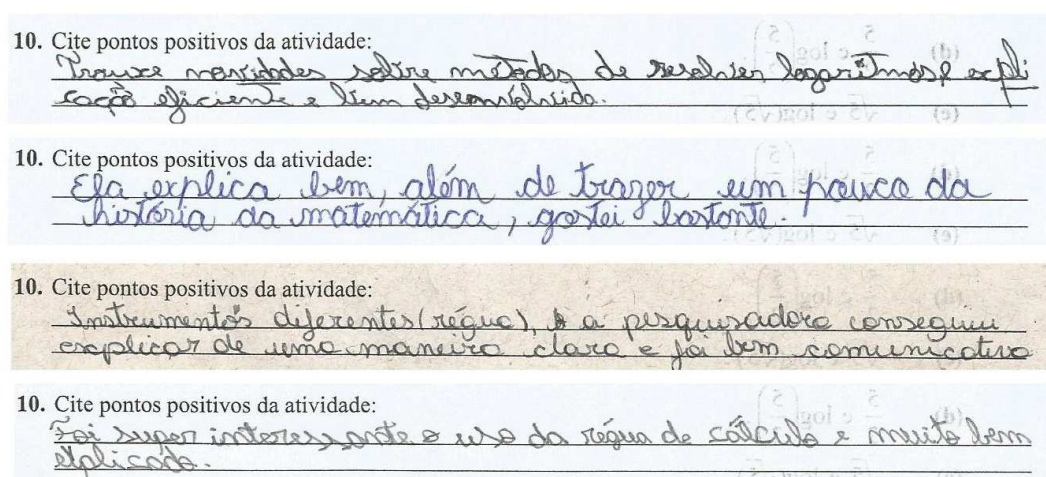 10. Cite pontos positivos da atividade:
Trouxe novidades sobre métodos de resolver logaritmos e expli
cação eficiente e bem desenvolvida.
10. Cite pontos positivos da atividade:
Ela explica bem, além de trazer um pouco da
história da matemática, gostei bastante.
10. Cite pontos positivos da atividade:
Instrumentos diferentes (régua), a pesquisadora conseguiu
explicar de uma maneira clara e foi bem comunicativa
10. Cite pontos positivos da atividade:
Foi super interessante o uso da régua de cálculo e muito bem
explicado.